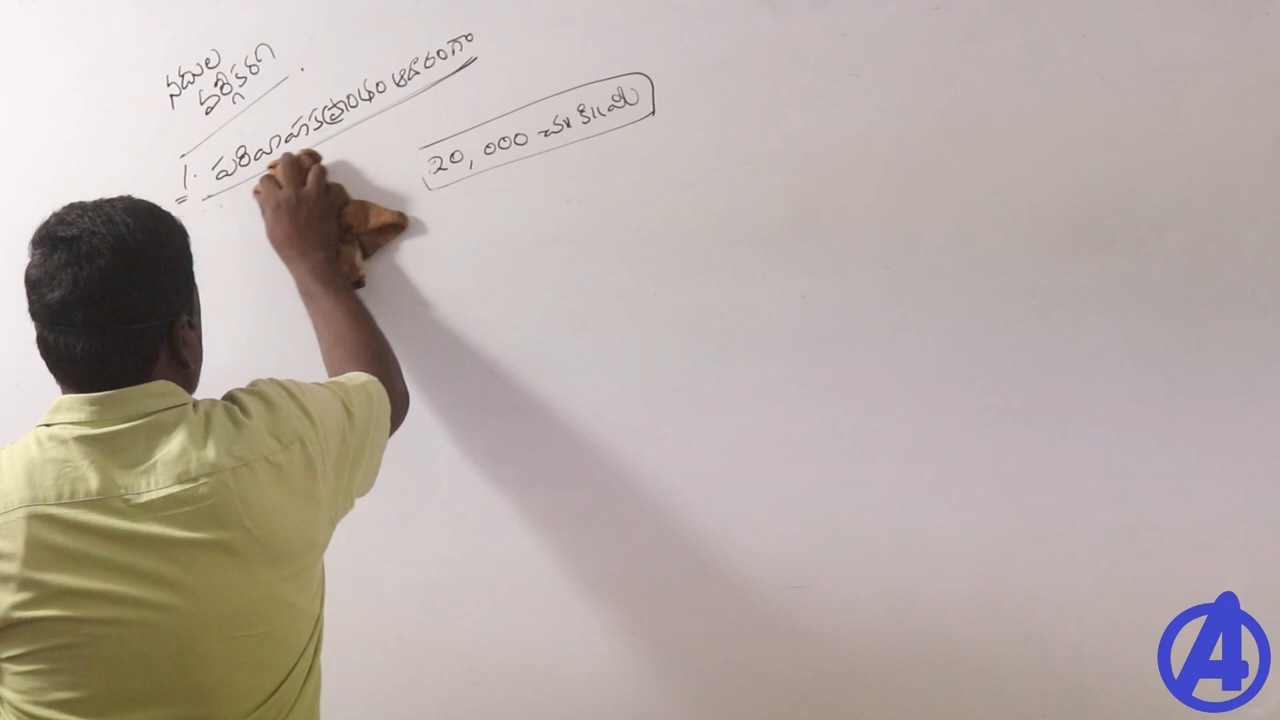 నదుల
వర్గీకరణ
1. పరివాహకప్రాంతం ఆధారంగా
20,000 చ॥కి॥మీ